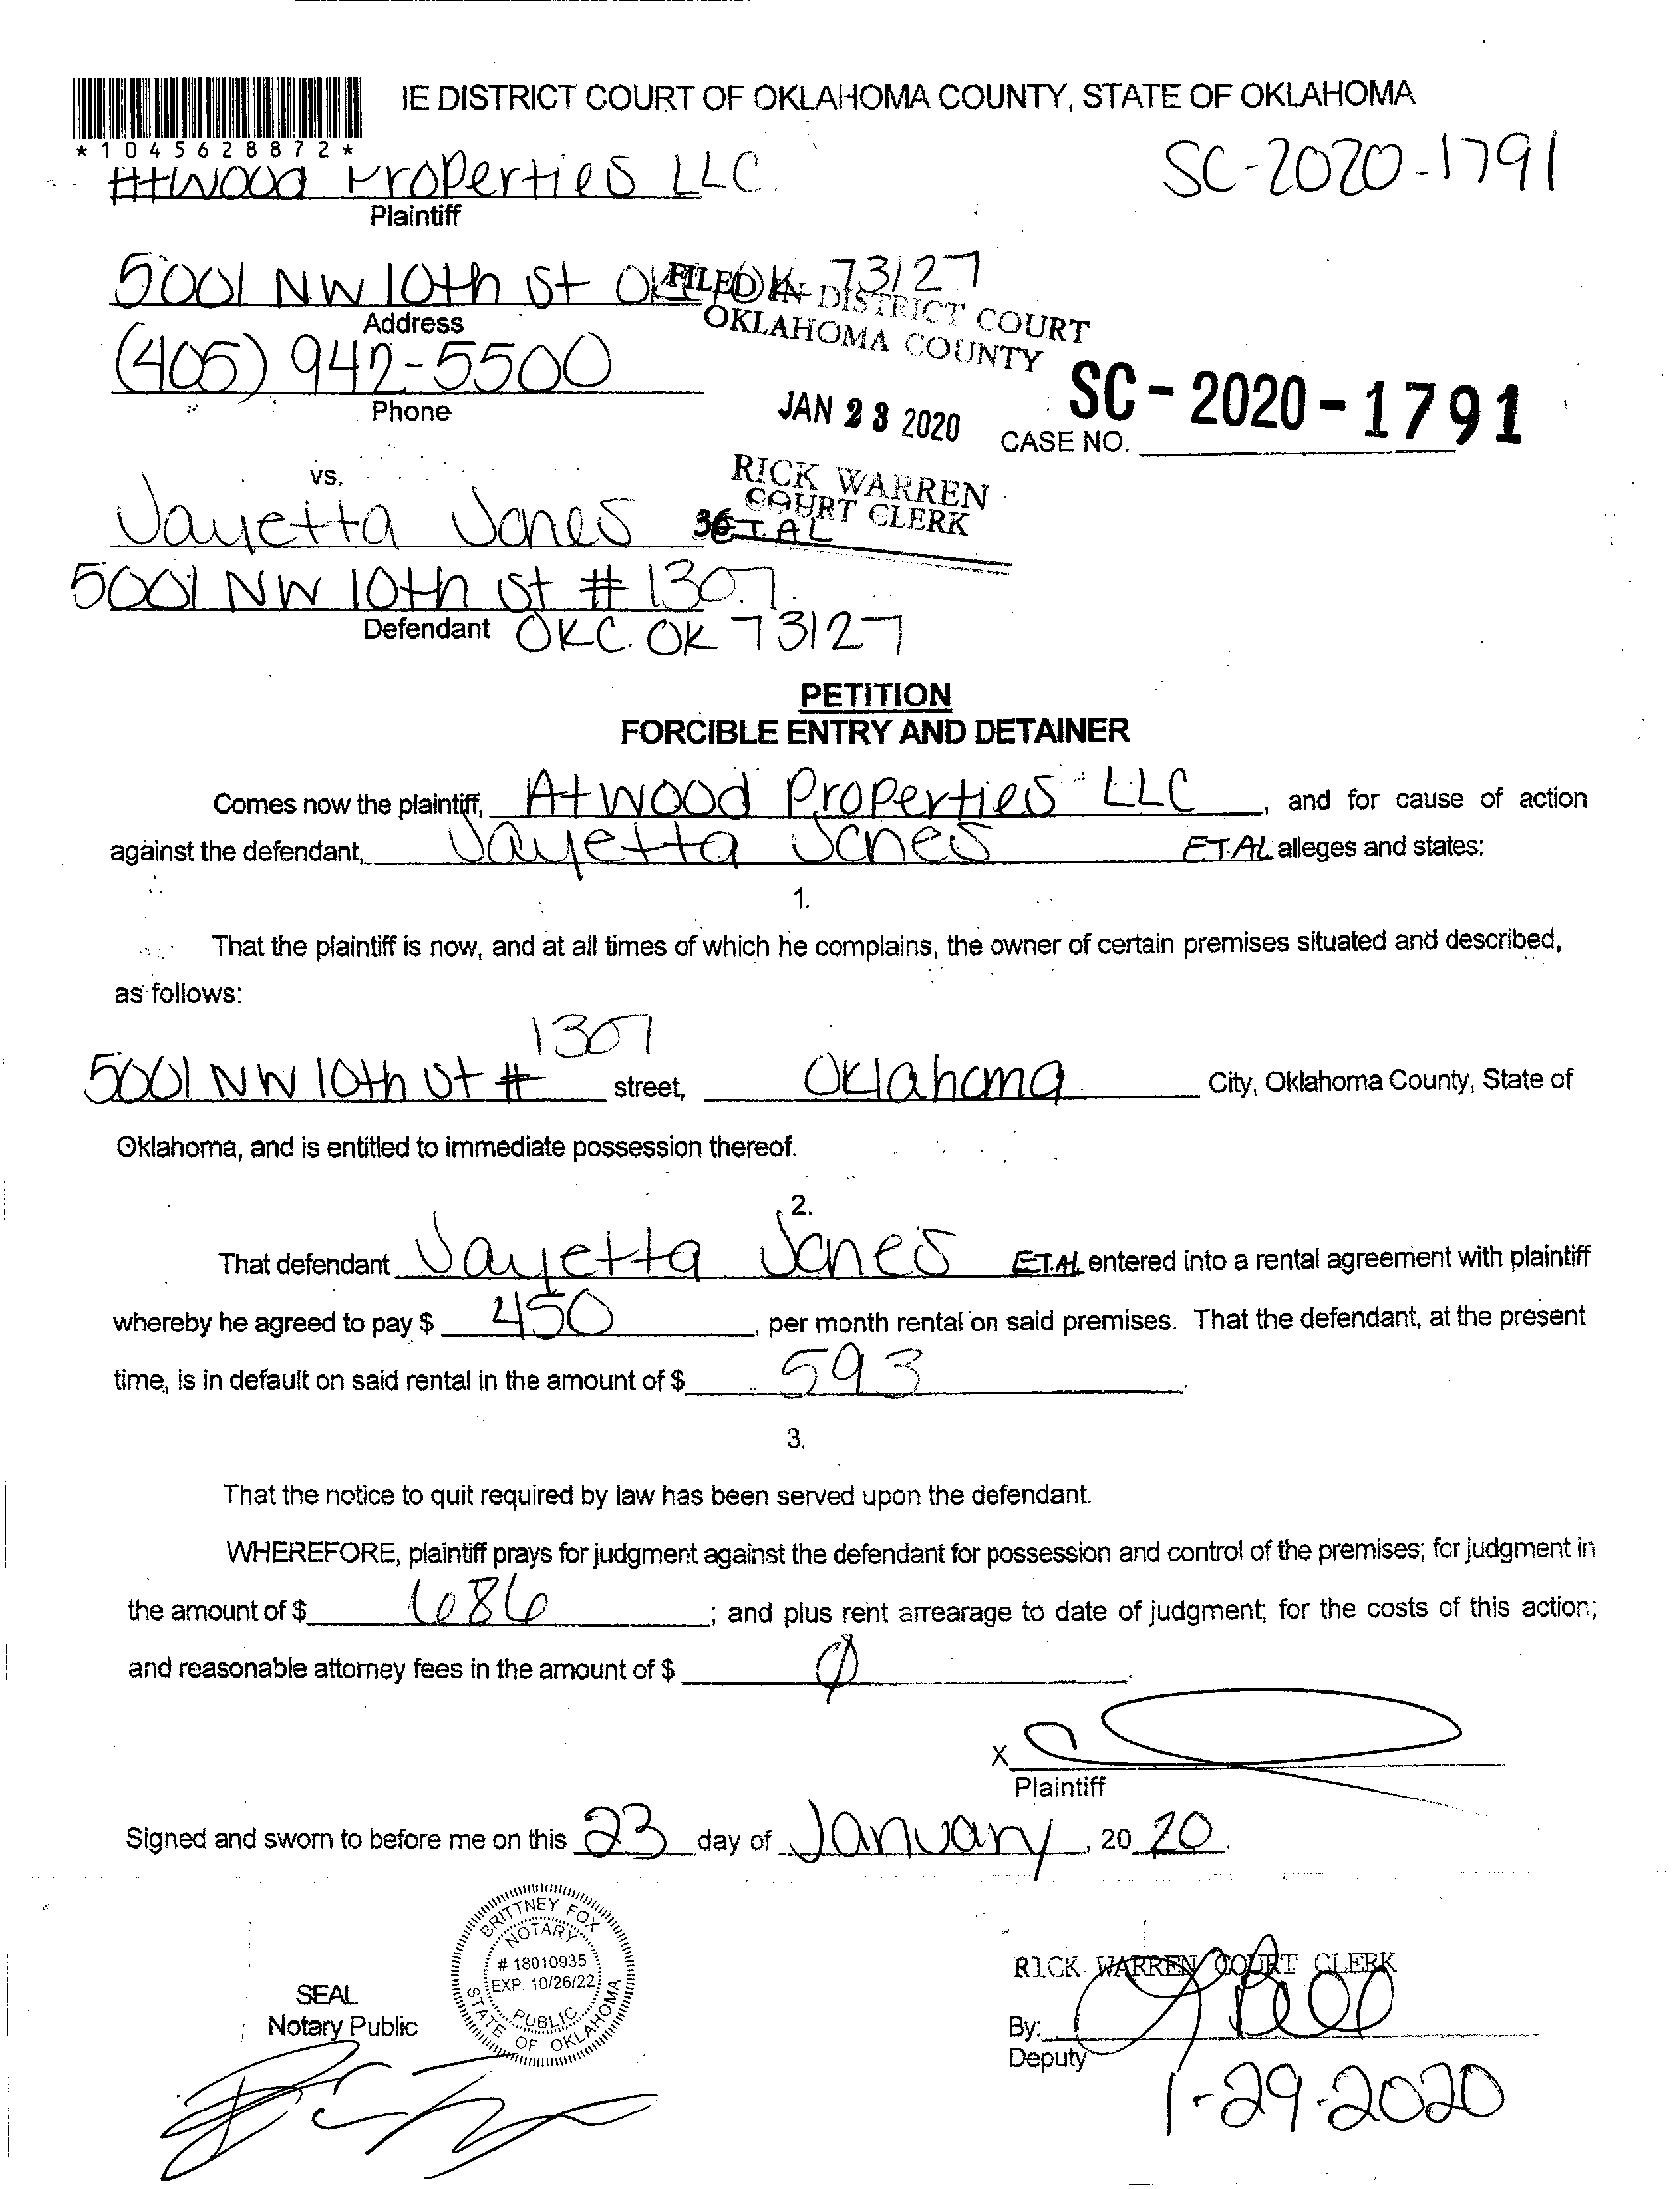 IE DISTRICT COURT OF OKLAHOMA COUNTY, STATE OF OKLAHOMA
*1045628872*
Atwood Properties LLC.
SC-2020-1791
Plaintiff
5001 NW 10th St OKC OK 73127
FILED IN DISTRICT COURT
OKLAHOMA COUNTY
Address
(405) 942-5500
Phone
JAN 23 2020
SC-2020-1791
CASE NO.
RICK WARREN
COURT CLERK
vs.
Jayetta Jones ET.AL
36
5001 NW 10th St #1307
Defendant OKC. OK 73127
PETITION
FORCIBLE ENTRY AND DETAINER
Comes now the plaintiff, Atwood Properties LLC, and for cause of action
against the defendant, Jayetta Jones ET.AL alleges and states:
1.
That the plaintiff is now, and at all times of which he complains, the owner of certain premises situated and described,
as follows:
1307
5001 NW 10th St # street, Oklahoma City, Oklahoma County, State of
Oklahoma, and is entitled to immediate possession thereof.
2.
That defendant Jayetta Jones ET.AL entered into a rental agreement with plaintiff
whereby he agreed to pay $ 450, per month rental on said premises. That the defendant, at the present
time, is in default on said rental in the amount of $ 593.
3.
That the notice to quit required by law has been served upon the defendant.
WHEREFORE, plaintiff prays for judgment against the defendant for possession and control of the premises; for judgment in
the amount of $ 686; and plus rent arrearage to date of judgment; for the costs of this action;
and reasonable attorney fees in the amount of $ Ø.
X
Plaintiff
Signed and sworn to before me on this 23 day of January, 20 20.
BRITTNEY FOX
NOTARY
# 18010935
EXP. 10/26/22
PUBLIC
STATE OF OKLAHOMA
SEAL
Notary Public
RICK WARREN COURT CLERK
By:
Deputy
1-29-2020